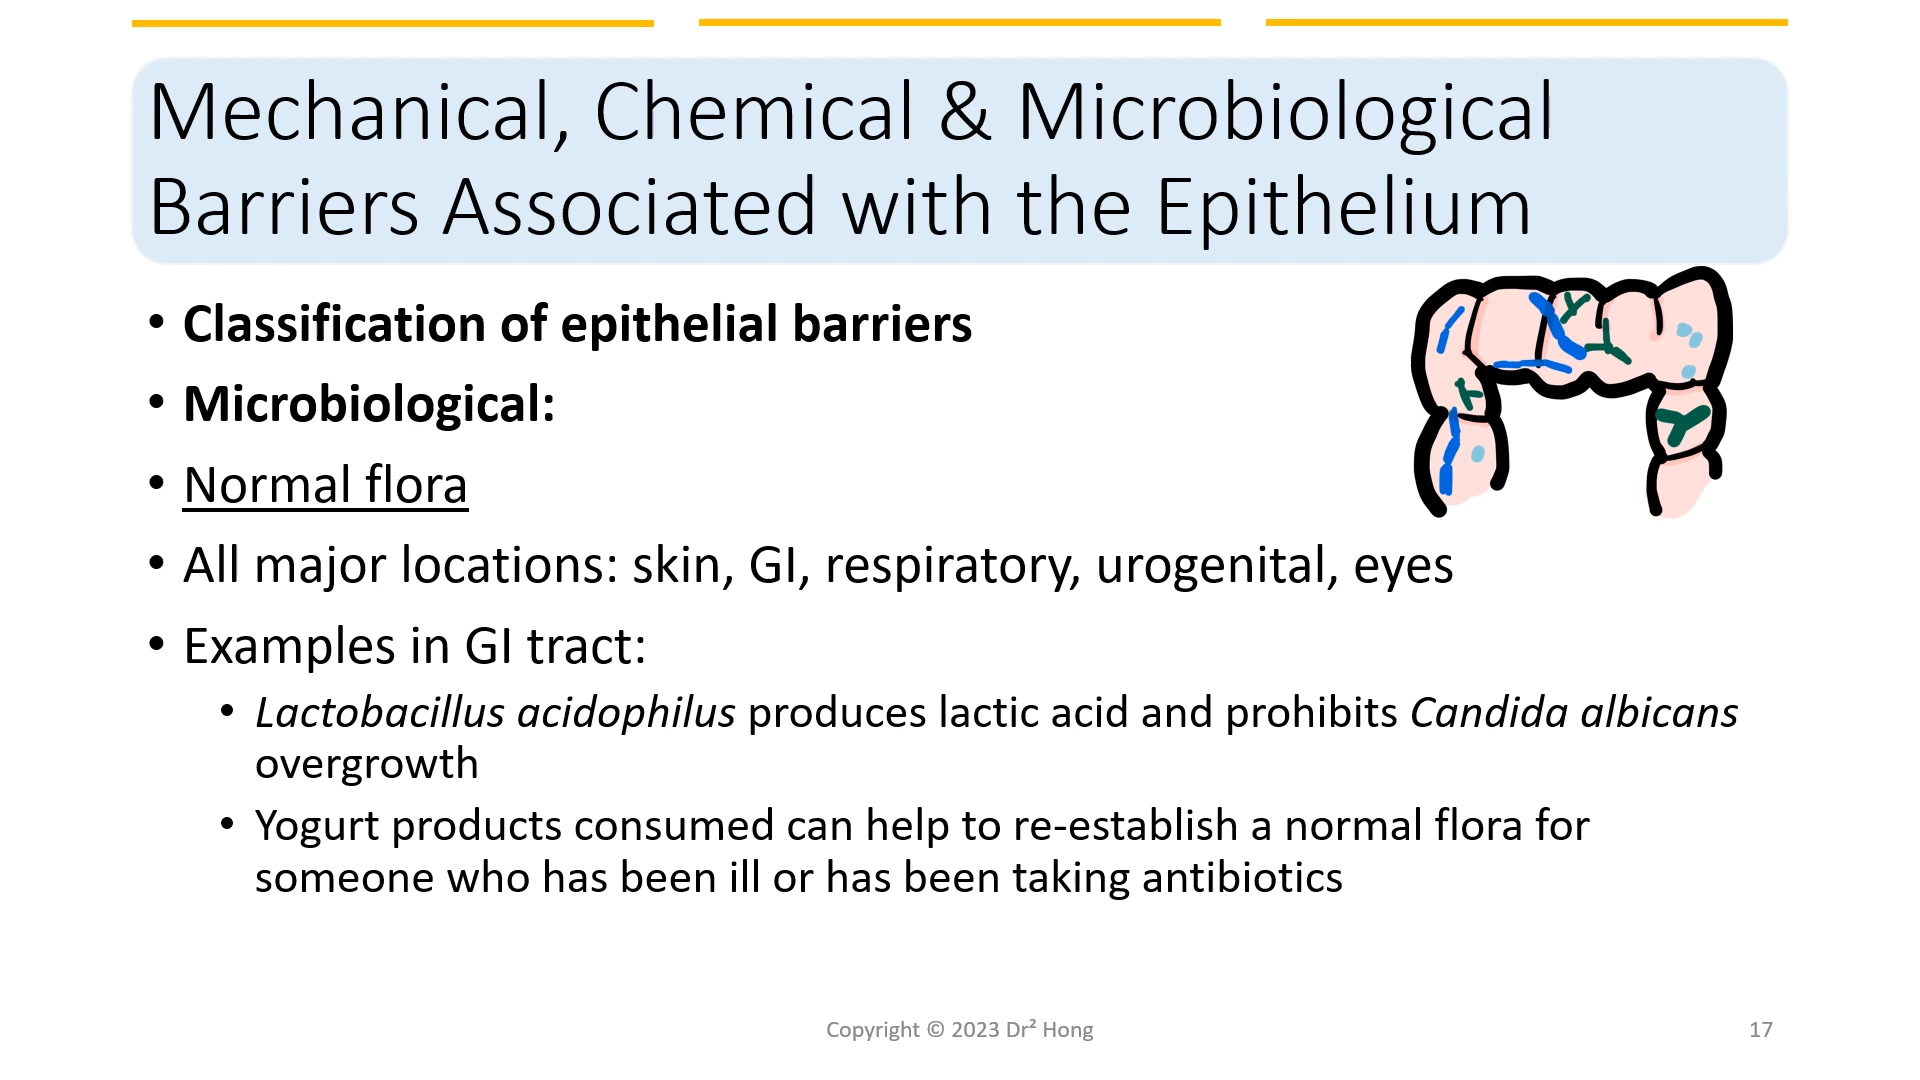 Mechanical, Chemical & Microbiological
Barriers Associated with the Epithelium
• Classification of epithelial barriers
• Microbiological:
• Normal flora
• All major locations: skin, GI, respiratory, urogenital, eyes
• Examples in GI tract:
• Lactobacillus acidophilus produces lactic acid and prohibits Candida albicans
overgrowth
• Yogurt products consumed can help to re-establish a normal flora for
someone who has been ill or has been taking antibiotics
Copyright © 2023 Dr² Hong
17